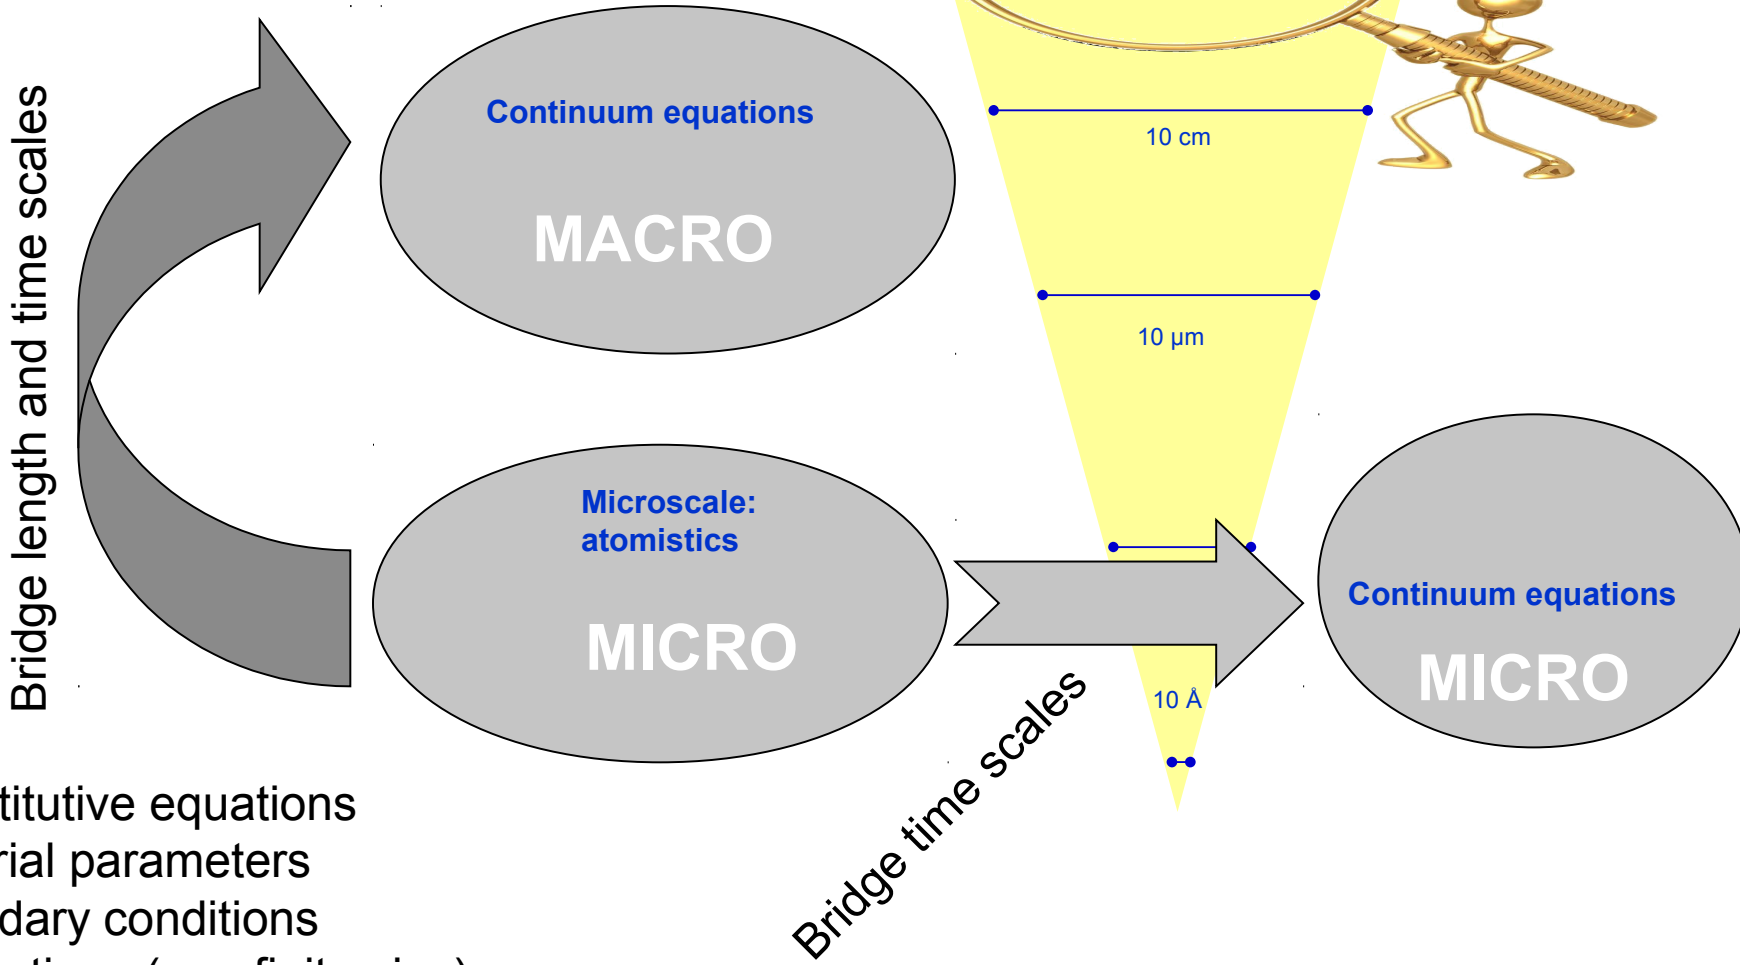 Bridge length and time scales
Continuum equations
MACRO
10 cm
10 µm
Microscale:
atomistics
MICRO
Continuum equations
MICRO
10 Å
Bridge time scales
titutive equations
rial parameters
dary conditions